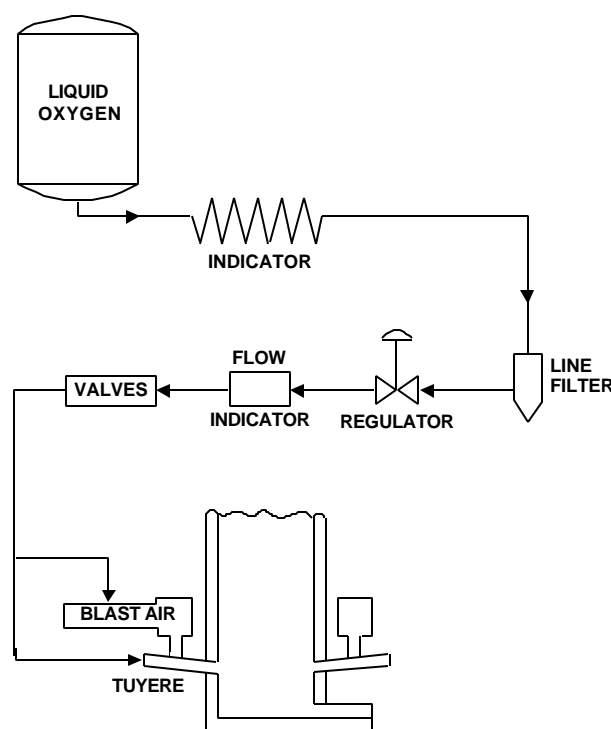 LIQUID
OXYGEN
INDICATOR
LINE
FILTER
REGULATOR
FLOW
INDICATOR
VALVES
BLAST AIR
TUYERE